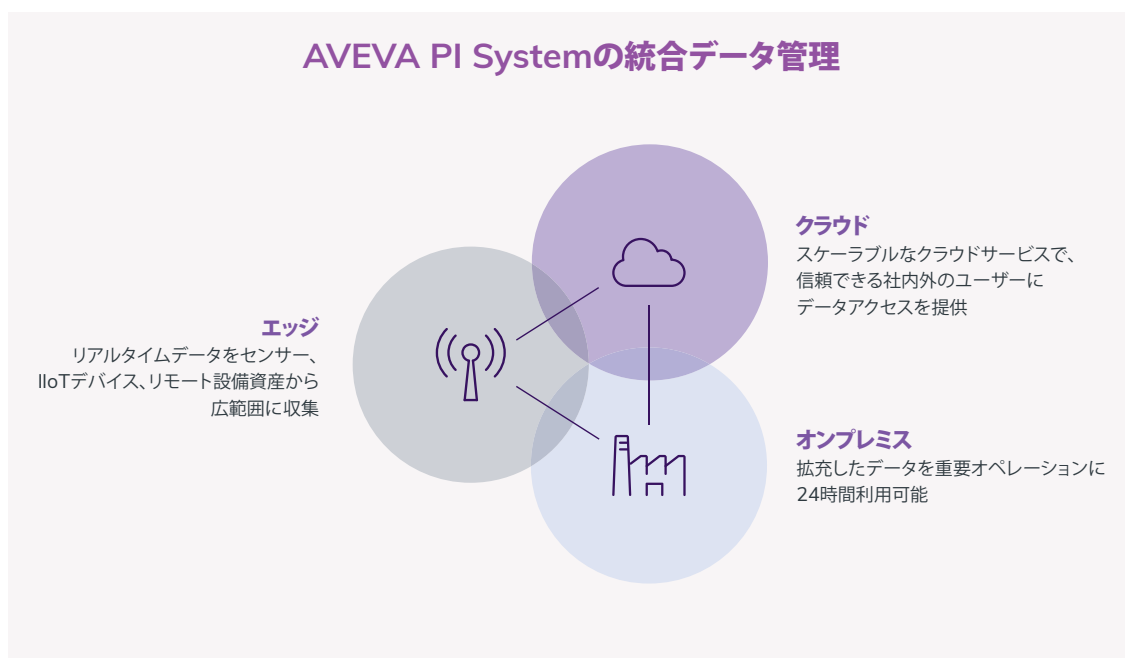 AVEVA PI Systemの統合データ管理
クラウド
スケーラブルなクラウドサービスで、
信頼できる社内外のユーザーに
データアクセスを提供
エッジ
リアルタイムデータをセンサー、
IIoTデバイス、リモート設備資産から
広範囲に収集
オンプレミス
拡充したデータを重要オペレーションに
24時間利用可能